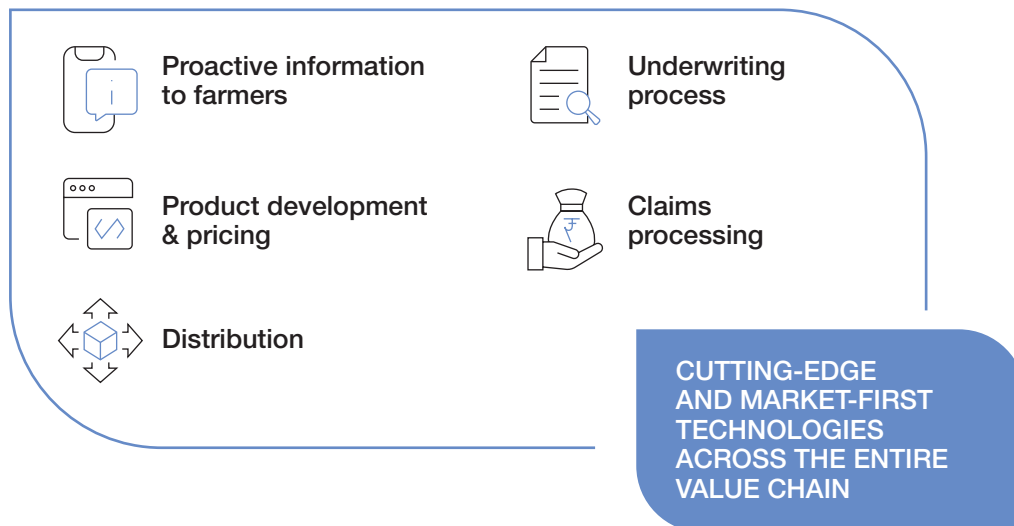 Proactive information
to farmers
Product development
& pricing
Distribution
Underwriting
process
Claims
processing
CUTTING-EDGE
AND MARKET-FIRST
TECHNOLOGIES
ACROSS THE ENTIRE
VALUE CHAIN